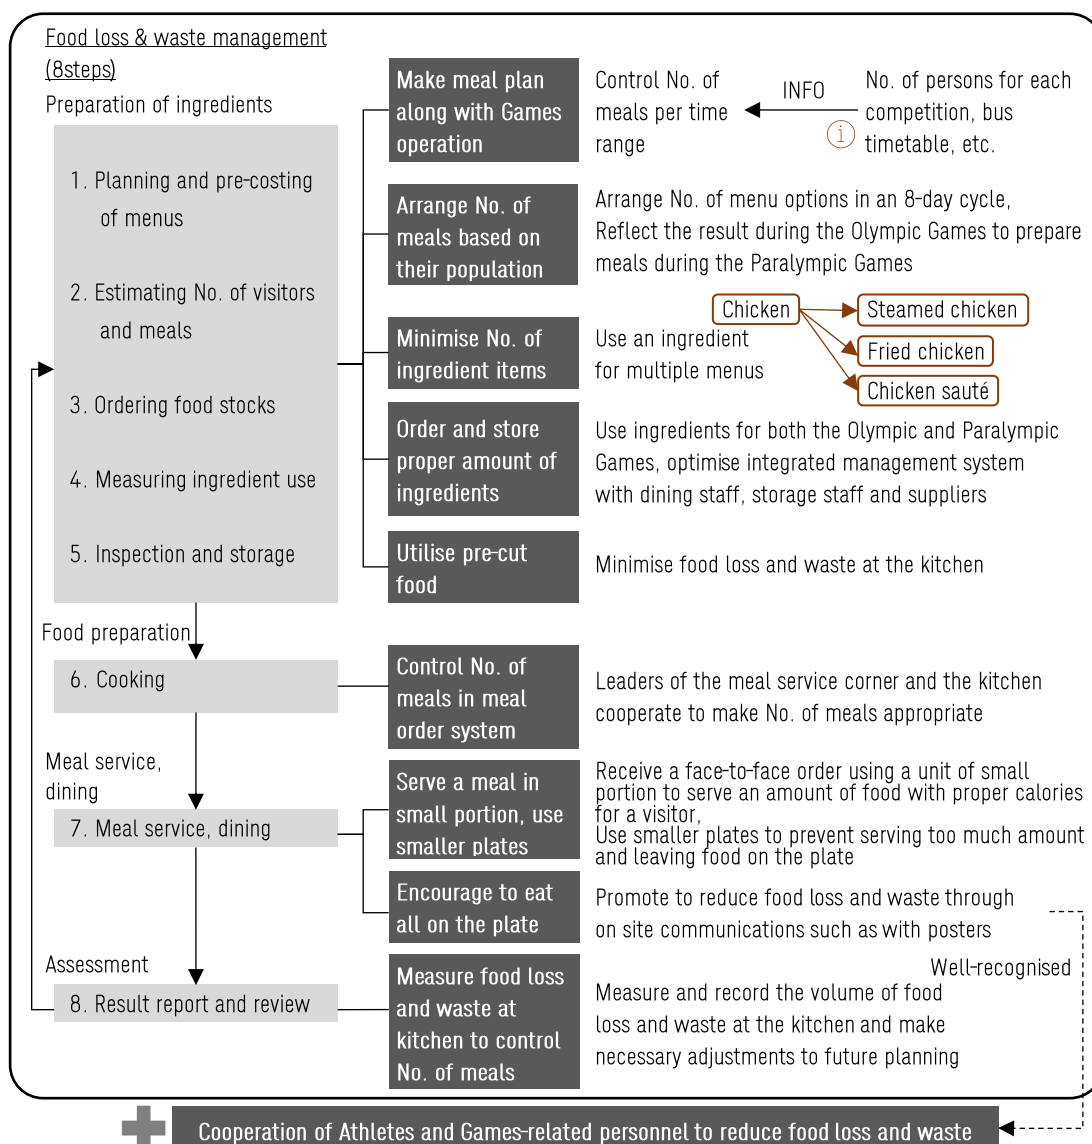 Food loss & waste management
(8steps)
Preparation of ingredients
1. Planning and pre-costing
of menus
2. Estimating No. of visitors
and meals
3. Ordering food stocks
4. Measuring ingredient use
5. Inspection and storage
Make meal plan
along with Games
operation
Control No. of
meals per time
range
INFO
i
No. of persons for each
competition, bus
timetable, etc.
Arrange No. of
meals based on
their population
Arrange No. of menu options in an 8-day cycle,
Reflect the result during the Olympic Games to prepare
meals during the Paralympic Games
Minimise No. of
ingredient items
Use an ingredient
for multiple menus
Chicken
Steamed chicken
Fried chicken
Chicken sauté
Order and store
proper amount of
ingredients
Use ingredients for both the Olympic and Paralympic
Games, optimise integrated management system
with dining staff, storage staff and suppliers
Utilise pre-cut
food
Minimise food loss and waste at the kitchen
Food preparation
6. Cooking
Control No. of
meals in meal
order system
Leaders of the meal service corner and the kitchen
cooperate to make No. of meals appropriate
Meal service,
dining
7. Meal service, dining
Serve a meal in
small portion, use
smaller plates
Receive a face-to-face order using a unit of small
portion to serve an amount of food with proper calories
for a visitor,
Use smaller plates to prevent serving too much amount
and leaving food on the plate
Encourage to eat
all on the plate
Promote to reduce food loss and waste through
on site communications such as with posters
Well-recognised
Assessment
8. Result report and review
Measure food loss
and waste at
kitchen to control
No. of meals
Measure and record the volume of food
loss and waste at the kitchen and make
necessary adjustments to future planning
Cooperation of Athletes and Games-related personnel to reduce food loss and waste